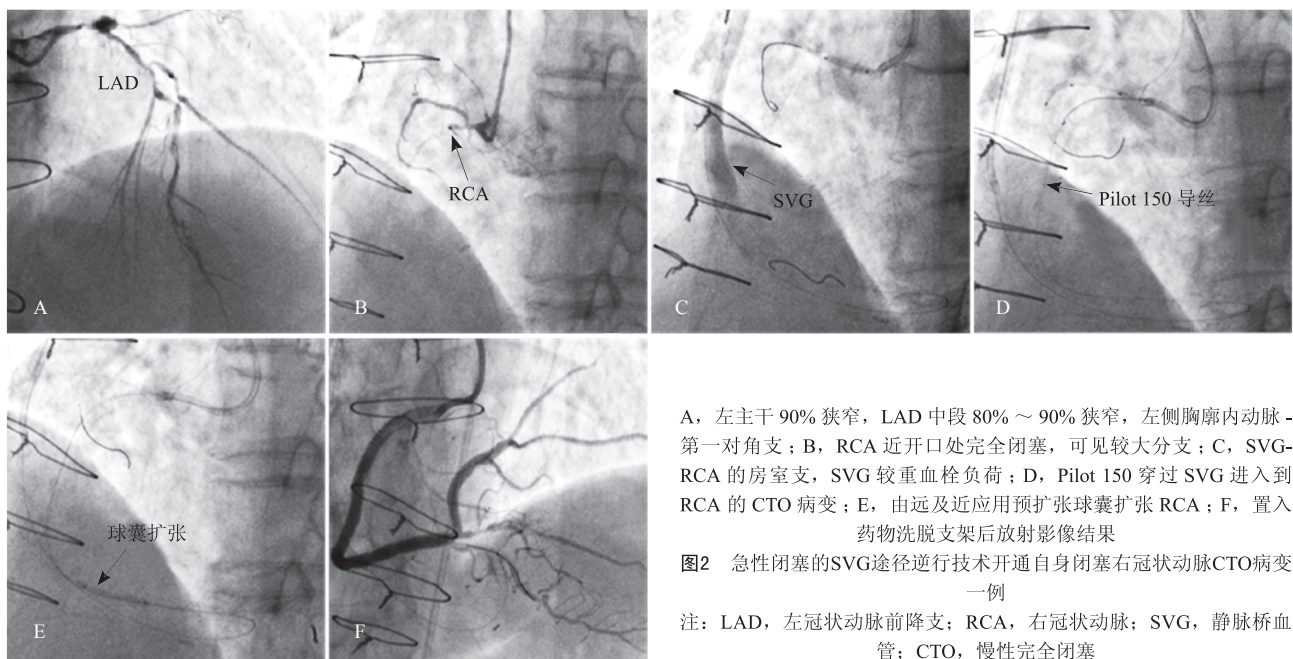 LAD
A
RCA
B
SVG
C
Pilot 150 导丝
D
球囊扩张
E
F
A，左主干 90% 狭窄，LAD 中段 80% ～ 90% 狭窄，左侧胸廓内动脉 -
第一对角支；B，RCA 近开口处完全闭塞，可见较大分支；C，SVG-
RCA 的房室支，SVG 较重血栓负荷；D，Pilot 150 穿过 SVG 进入到
RCA 的 CTO 病变；E，由远及近应用预扩张球囊扩张 RCA；F，置入
药物洗脱支架后放射影像结果
图2 急性闭塞的SVG途径逆行技术开通自身闭塞右冠状动脉CTO病变
一例
注：LAD，左冠状动脉前降支；RCA，右冠状动脉；SVG，静脉桥血
管；CTO，慢性完全闭塞